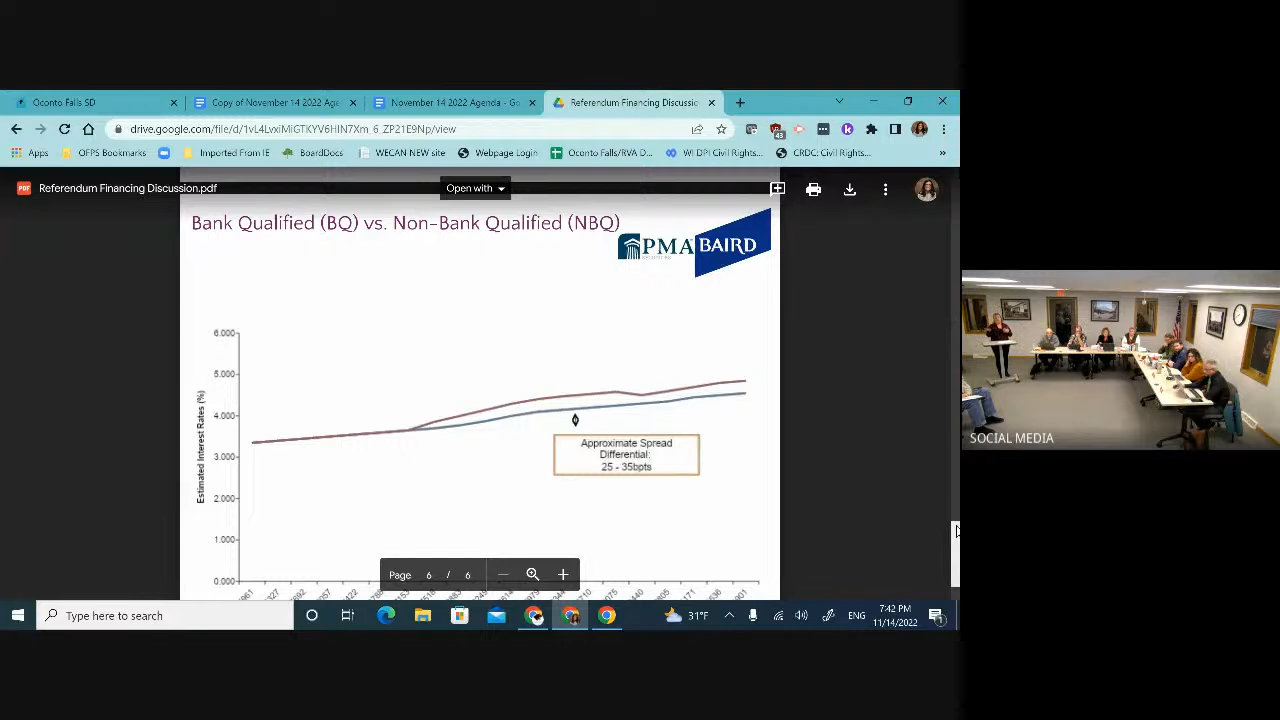 Oconto Falls SD
Copy of November 14 2022 Age
November 14 2022 Agenda - Go
Referendum Financing Discussio
drive.google.com/file/d/1vL4LvxiMiGTKYV6HIN7Xm_6_ZP21E9Np/view
43
Apps
OFPS Bookmarks
Imported From IE
BoardDocs
WECAN NEW site
Webpage Login
Oconto Falls/RVA D...
WI DPI Civil Rights...
CRDC: Civil Rights...
»
PDF
Referendum Financing Discussion.pdf
Open with
Bank Qualified (BQ) vs. Non-Bank Qualified (NBQ)
PMA
BAIRD
Estimated Interest Rates (%)
6.000
5.000
4.000
3.000
2.000
1.000
0.000
Approximate Spread
Differential:
25 - 35bpts
Page 6 / 6
SOCIAL MEDIA
Type here to search
31°F
ENG
7:42 PM
11/14/2022